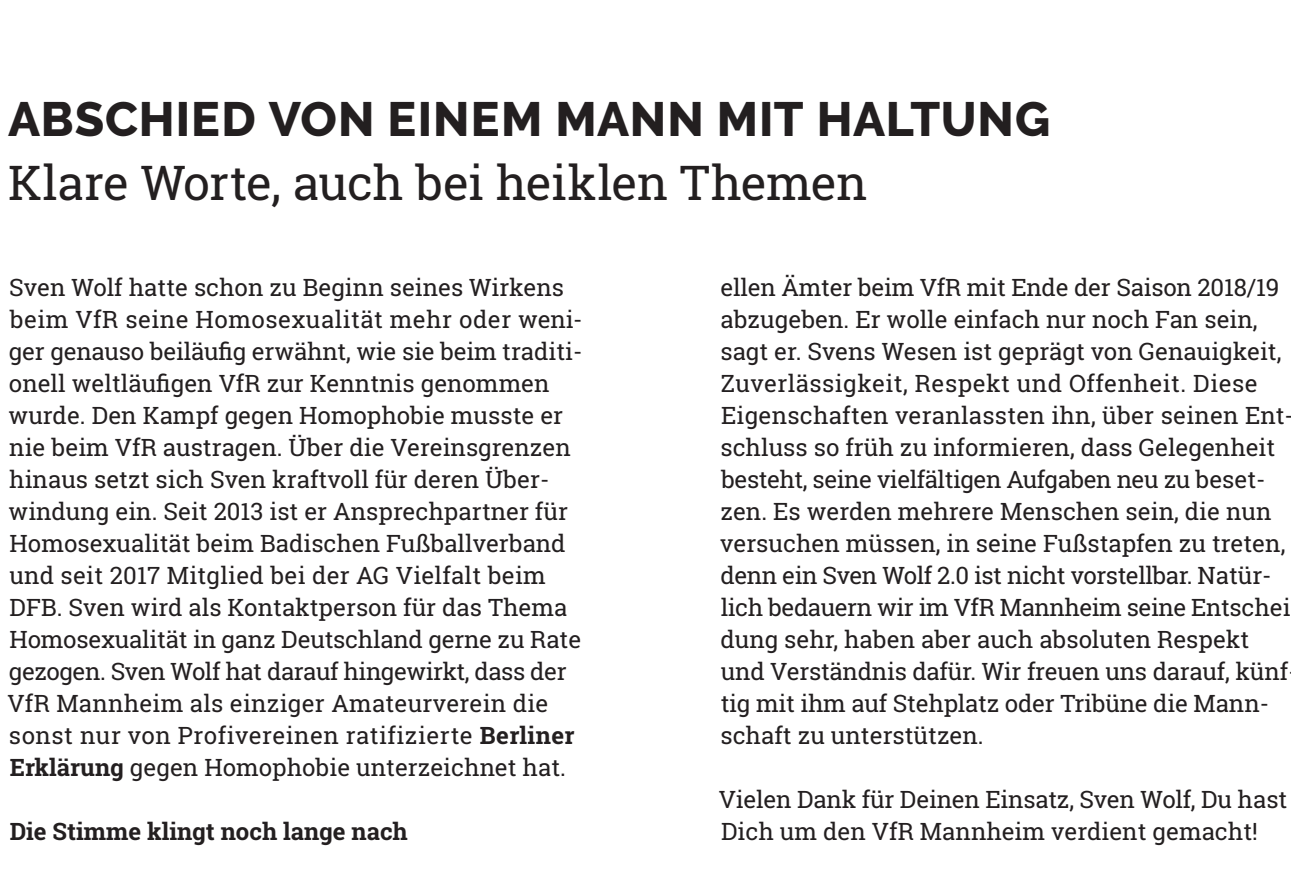 ABSCHIED VON EINEM MANN MIT HALTUNG
Klare Worte, auch bei heiklen Themen
Sven Wolf hatte schon zu Beginn seines Wirkens
beim VfR seine Homosexualität mehr oder weni-
ger genauso beiläufig erwähnt, wie sie beim traditi-
onell weltläufigen VfR zur Kenntnis genommen
wurde. Den Kampf gegen Homophobie musste er
nie beim VfR austragen. Über die Vereinsgrenzen
hinaus setzt sich Sven kraftvoll für deren Über-
windung ein. Seit 2013 ist er Ansprechpartner für
Homosexualität beim Badischen Fußballverband
und seit 2017 Mitglied bei der AG Vielfalt beim
DFB. Sven wird als Kontaktperson für das Thema
Homosexualität in ganz Deutschland gerne zu Rate
gezogen. Sven Wolf hat darauf hingewirkt, dass der
VfR Mannheim als einziger Amateurverein die
sonst nur von Profivereinen ratifizierte Berliner
Erklärung gegen Homophobie unterzeichnet hat.
Die Stimme klingt noch lange nach
ellen Ämter beim VfR mit Ende der Saison 2018/19
abzugeben. Er wolle einfach nur noch Fan sein,
sagt er. Svens Wesen ist geprägt von Genauigkeit,
Zuverlässigkeit, Respekt und Offenheit. Diese
Eigenschaften veranlassten ihn, über seinen Ent-
schluss so früh zu informieren, dass Gelegenheit
besteht, seine vielfältigen Aufgaben neu zu beset-
zen. Es werden mehrere Menschen sein, die nun
versuchen müssen, in seine Fußstapfen zu treten,
denn ein Sven Wolf 2.0 ist nicht vorstellbar. Natür-
lich bedauern wir im VfR Mannheim seine Entschei
dung sehr, haben aber auch absoluten Respekt
und Verständnis dafür. Wir freuen uns darauf, künf-
tig mit ihm auf Stehplatz oder Tribüne die Mann-
schaft zu unterstützen.
Vielen Dank für Deinen Einsatz, Sven Wolf, Du hast
Dich um den VfR Mannheim verdient gemacht!